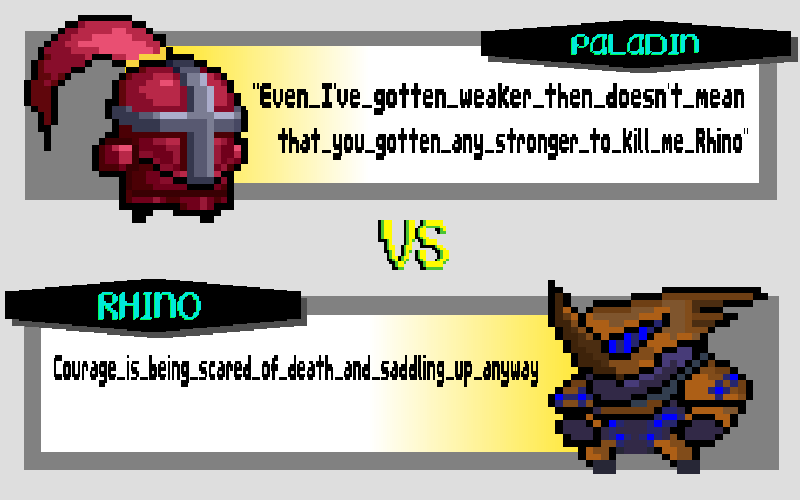 PALADIN
"Even_I've_gotten_weaker_then_doesn't_mean
that_you_gotten_any_stronger_to_kill_me_Rhino"
VS
RHINO
Courage_is_being_scared_of_death_and_saddling_up_anyway